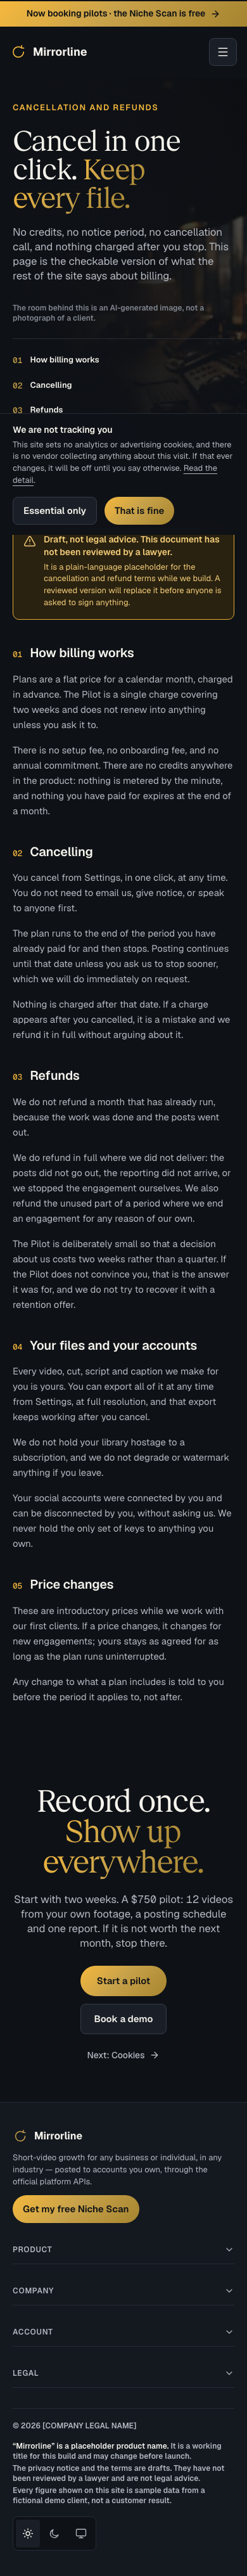 Now booking pilots · the Niche Scan is free →
Mirrorline
CANCELLATION AND REFUNDS
Cancel in one
click. Keep
every file.
No credits, no notice period, no cancellation
call, and nothing charged after you stop. This
page is the checkable version of what the
rest of the site says about billing.
The room behind this is an AI-generated image, not a
photograph of a client.
01 How billing works
02 Cancelling
03 Refunds
We are not tracking you
This site sets no analytics or advertising cookies, and there
is no vendor collecting anything about this visit. If that ever
changes, it will be off until you say otherwise. Read the
detail.
Essential only
That is fine
Draft, not legal advice. This document has
not been reviewed by a lawyer.
It is a plain-language placeholder for the
cancellation and refund terms while we build. A
reviewed version will replace it before anyone is
asked to sign anything.
01 How billing works
Plans are a flat price for a calendar month, charged
in advance. The Pilot is a single charge covering
two weeks and does not renew into anything
unless you ask it to.
There is no setup fee, no onboarding fee, and no
annual commitment. There are no credits anywhere
in the product: nothing is metered by the minute,
and nothing you have paid for expires at the end of
a month.
02 Cancelling
You cancel from Settings, in one click, at any time.
You do not need to email us, give notice, or speak
to anyone first.
The plan runs to the end of the period you have
already paid for and then stops. Posting continues
until that date unless you ask us to stop sooner,
which we will do immediately on request.
Nothing is charged after that date. If a charge
appears after you cancelled, it is a mistake and we
refund it in full without arguing about it.
03 Refunds
We do not refund a month that has already run,
because the work was done and the posts went
out.
We do refund in full where we did not deliver: the
posts did not go out, the reporting did not arrive, or
we stopped the engagement ourselves. We also
refund the unused part of a period where we end
an engagement for any reason of our own.
The Pilot is deliberately small so that a decision
about us costs two weeks rather than a quarter. If
the Pilot does not convince you, that is the answer
it was for, and we do not try to recover it with a
retention offer.
04 Your files and your accounts
Every video, cut, script and caption we make for
you is yours. You can export all of it at any time
from Settings, at full resolution, and that export
keeps working after you cancel.
We do not hold your library hostage to a
subscription, and we do not degrade or watermark
anything if you leave.
Your social accounts were connected by you and
can be disconnected by you, without asking us. We
never hold the only set of keys to anything you
own.
05 Price changes
These are introductory prices while we work with
our first clients. If a price changes, it changes for
new engagements; yours stays as agreed for as
long as the plan runs uninterrupted.
Any change to what a plan includes is told to you
before the period it applies to, not after.
Record once.
Show up
everywhere.
Start with two weeks. A $750 pilot: 12 videos
from your own footage, a posting schedule
and one report. If it is not worth the next
month, stop there.
Start a pilot
Book a demo
Next: Cookies →
Mirrorline
Short-video growth for any business or individual, in any
industry — posted to accounts you own, through the
official platform APIs.
Get my free Niche Scan
PRODUCT
COMPANY
ACCOUNT
LEGAL
© 2026 [COMPANY LEGAL NAME]
"Mirrorline" is a placeholder product name. It is a working
title for this build and may change before launch.
The privacy notice and the terms are drafts. They have not
been reviewed by a lawyer and are not legal advice.
Every figure shown on this site is sample data from a
fictional demo client, not a customer result.